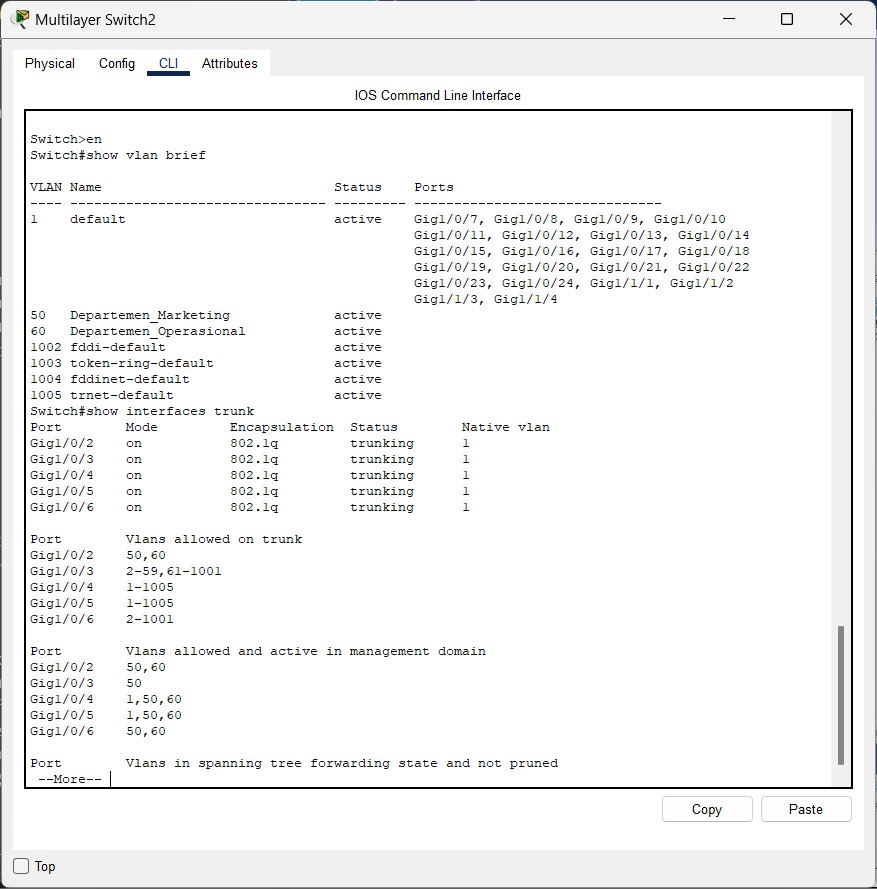 Multilayer Switch2
Physical Config CLI Attributes
IOS Command Line Interface
Switch>en
Switch#show vlan brief
VLAN Name                             Status    Ports
---- -------------------------------- --------- -------------------------------
1    default                          active    Gig1/0/7, Gig1/0/8, Gig1/0/9, Gig1/0/10
                                                Gig1/0/11, Gig1/0/12, Gig1/0/13, Gig1/0/14
                                                Gig1/0/15, Gig1/0/16, Gig1/0/17, Gig1/0/18
                                                Gig1/0/19, Gig1/0/20, Gig1/0/21, Gig1/0/22
                                                Gig1/0/23, Gig1/0/24, Gig1/1/1, Gig1/1/2
                                                Gig1/1/3, Gig1/1/4
50   Departemen_Marketing             active
60   Departemen_Operasional           active
1002 fddi-default                     active
1003 token-ring-default               active
1004 fddinet-default                  active
1005 trnet-default                    active
Switch#show interfaces trunk
Port        Mode         Encapsulation  Status        Native vlan
Gig1/0/2    on           802.1q         trunking      1
Gig1/0/3    on           802.1q         trunking      1
Gig1/0/4    on           802.1q         trunking      1
Gig1/0/5    on           802.1q         trunking      1
Gig1/0/6    on           802.1q         trunking      1
Port        Vlans allowed on trunk
Gig1/0/2    50,60
Gig1/0/3    2-59,61-1001
Gig1/0/4    1-1005
Gig1/0/5    1-1005
Gig1/0/6    2-1001
Port        Vlans allowed and active in management domain
Gig1/0/2    50,60
Gig1/0/3    50
Gig1/0/4    1,50,60
Gig1/0/5    1,50,60
Gig1/0/6    50,60
Port        Vlans in spanning tree forwarding state and not pruned
 --More-- 
Copy Paste
Top